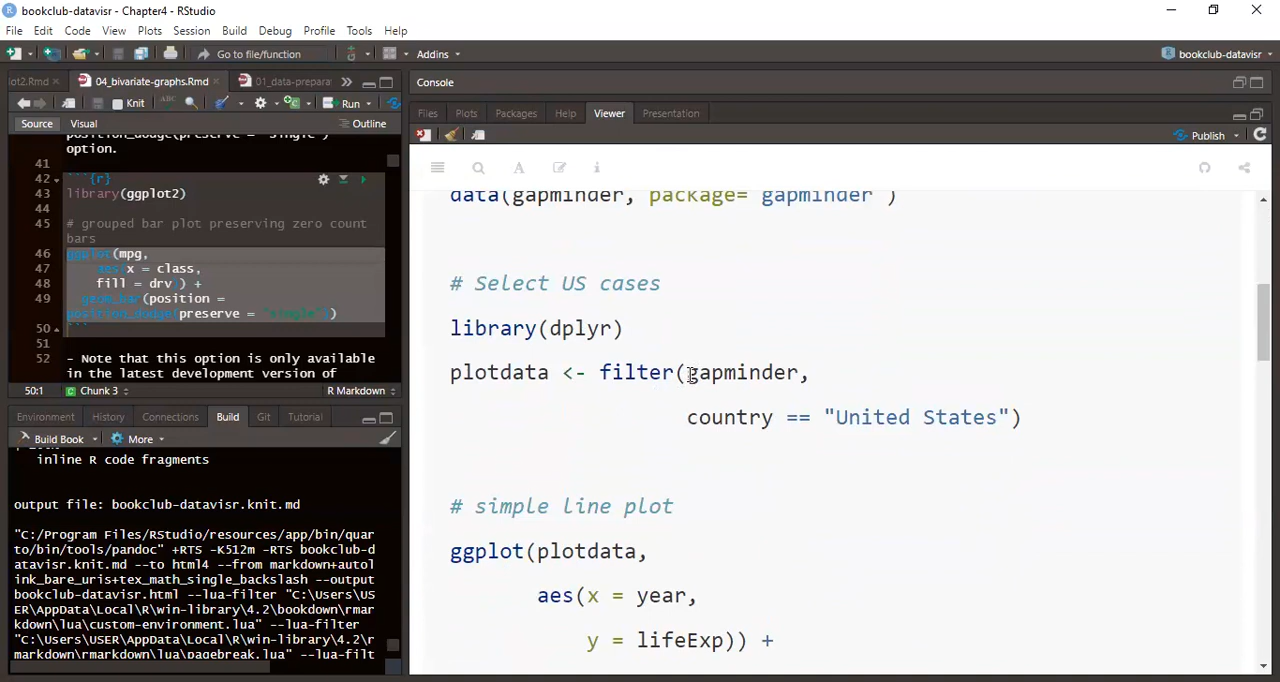 bookclub-datavisr - Chapter4 - RStudio
File Edit Code View Plots Session Build Debug Profile Tools Help
Go to file/function Addins bookclub-datavisr
lot2.Rmd 04_bivariate-graphs.Rmd 01_data-prepara Console
Knit ABC Run
Files Plots Packages Help Viewer Presentation
Source Visual Outline
Publish
position_dodge(preserve = "single")
option.
41
42 ```{r}
43 library(ggplot2)
44
45 # grouped bar plot preserving zero count
bars
46 ggplot(mpg,
47 aes(x = class,
48 fill = drv)) +
49 geom_bar(position =
position_dodge(preserve = "single"))
50 ```
51
52 - Note that this option is only available
in the latest development version of
50:1 Chunk 3 R Markdown
Environment History Connections Build Git Tutorial
Build Book More
inline R code fragments
output file: bookclub-datavisr.knit.md
"C:/Program Files/RStudio/resources/app/bin/quar
to/bin/tools/pandoc" +RTS -K512m -RTS bookclub-d
atavisr.knit.md --to html4 --from markdown+autol
ink_bare_uris+tex_math_single_backslash --output
bookclub-datavisr.html --lua-filter "C:\Users\US
ER\AppData\Local\R\win-library\4.2\bookdown\rmar
kdown\lua\custom-environment.lua" --lua-filter
"C:\Users\USER\AppData\Local\R\win-library\4.2\r
markdown\rmarkdown\lua\pagebreak.lua" --lua-filt
data(gapminder, package= gapminder )
# Select US cases
library(dplyr)
plotdata <- filter(gapminder,
country == "United States")
# simple line plot
ggplot(plotdata,
aes(x = year,
y = lifeExp)) +